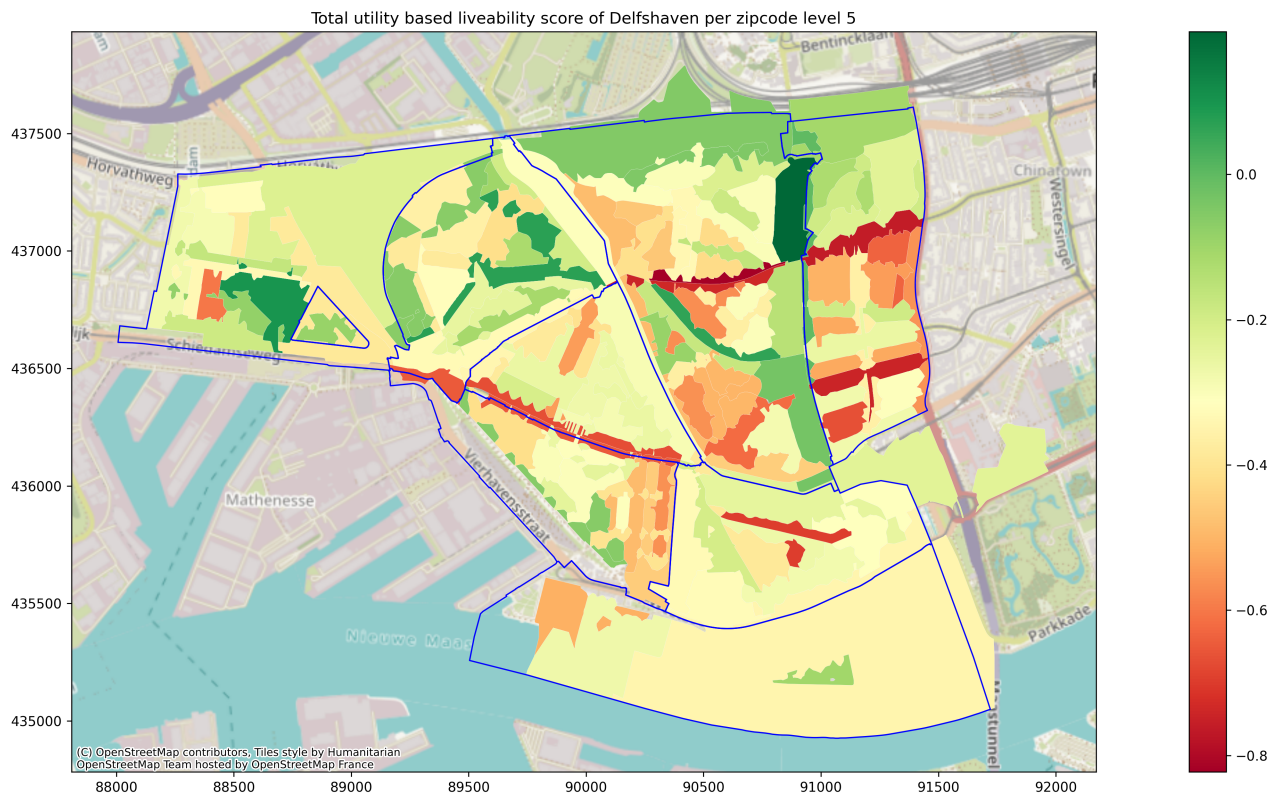 Total utility based liveability score of Delfshaven per zipcode level 5
Bentincklaan
437500
Horvathweg
0.0
Chinatown
Westersingel
437000
−0.2
436500
−0.4
Vierhavensstraat
436000
Mathenesse
−0.6
435500
Parkkade
Nieuwe Maas
435000
Maastunnel
−0.8
(C) OpenStreetMap contributors, Tiles style by Humanitarian
OpenStreetMap Team hosted by OpenStreetMap France
88000 88500 89000 89500 90000 90500 91000 91500 92000